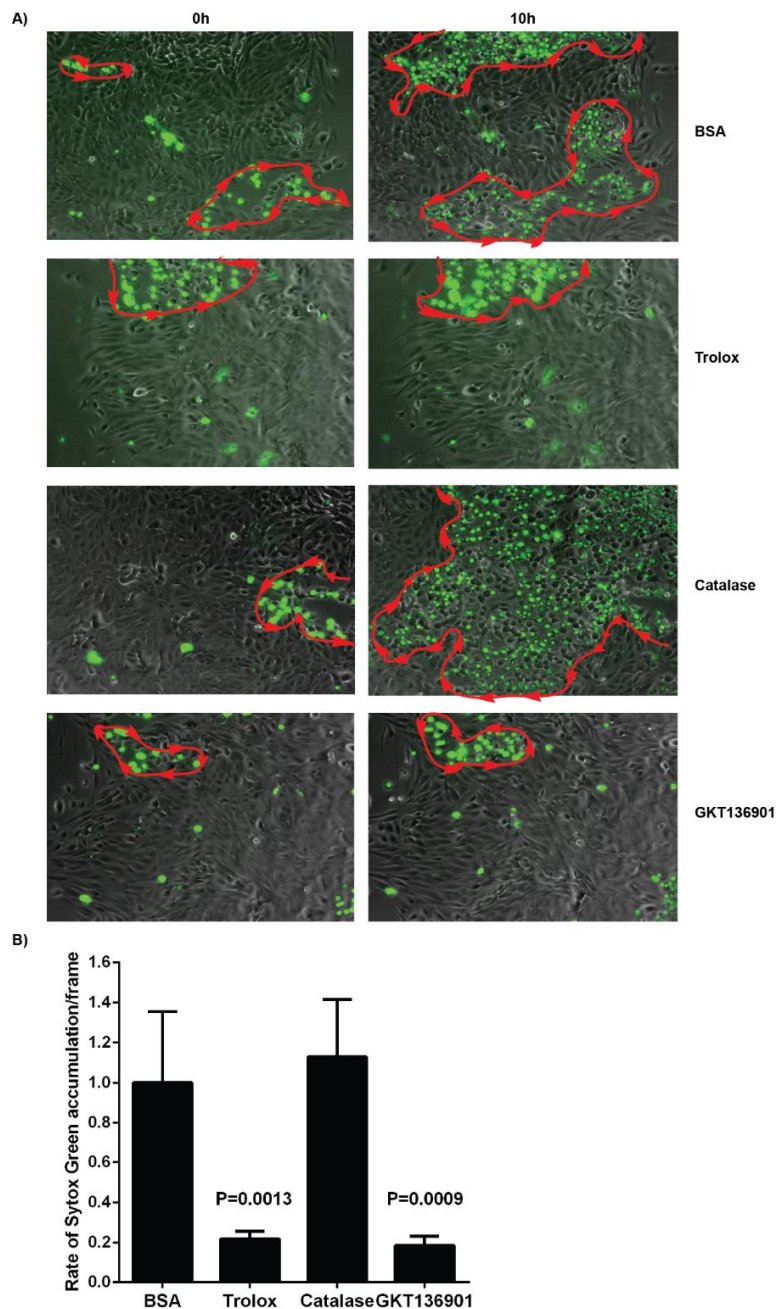 A)
0h
10h
BSA
Trolox
Catalase
GKT136901
B)
Rate of Sytox Green accumulation/frame
1.6
1.4
1.2
1.0
0.8
0.6
0.4
0.2
0.0
P=0.0013
P=0.0009
BSA
Trolox
Catalase
GKT136901